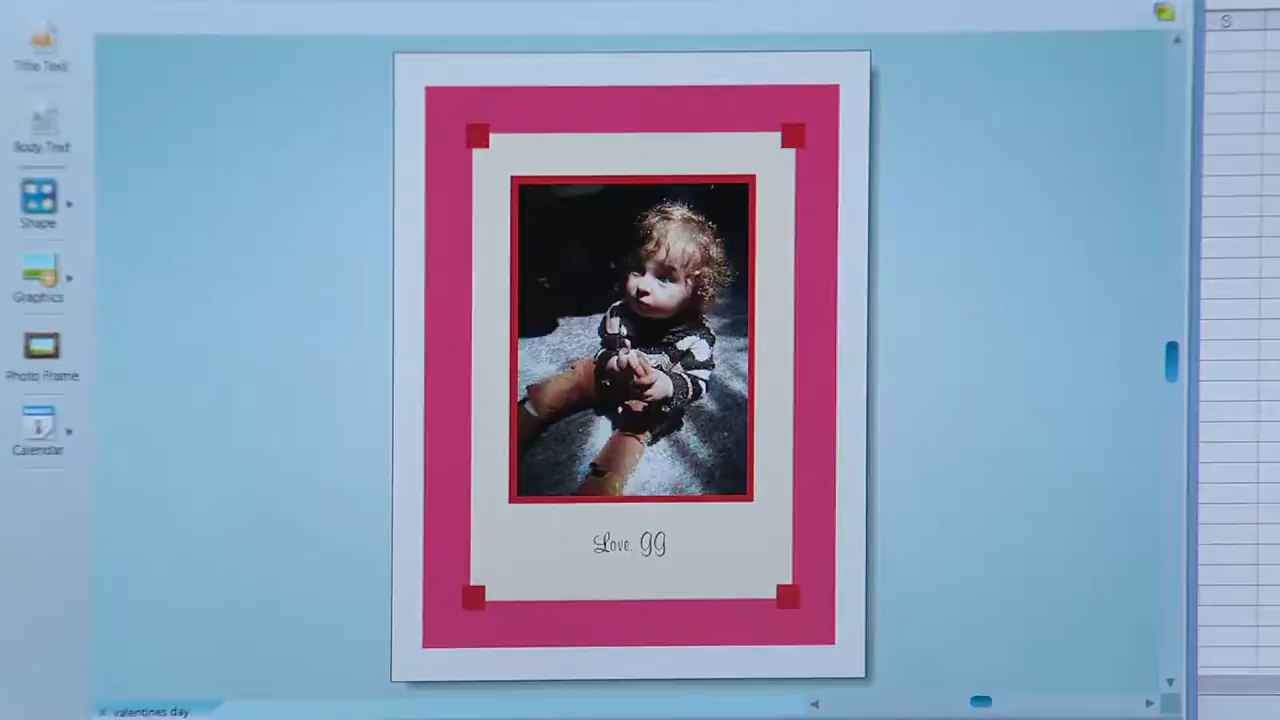 Title Text
Body Text
Shape
Graphics
Photo Frame
Calendar
Love, GG
valentines day